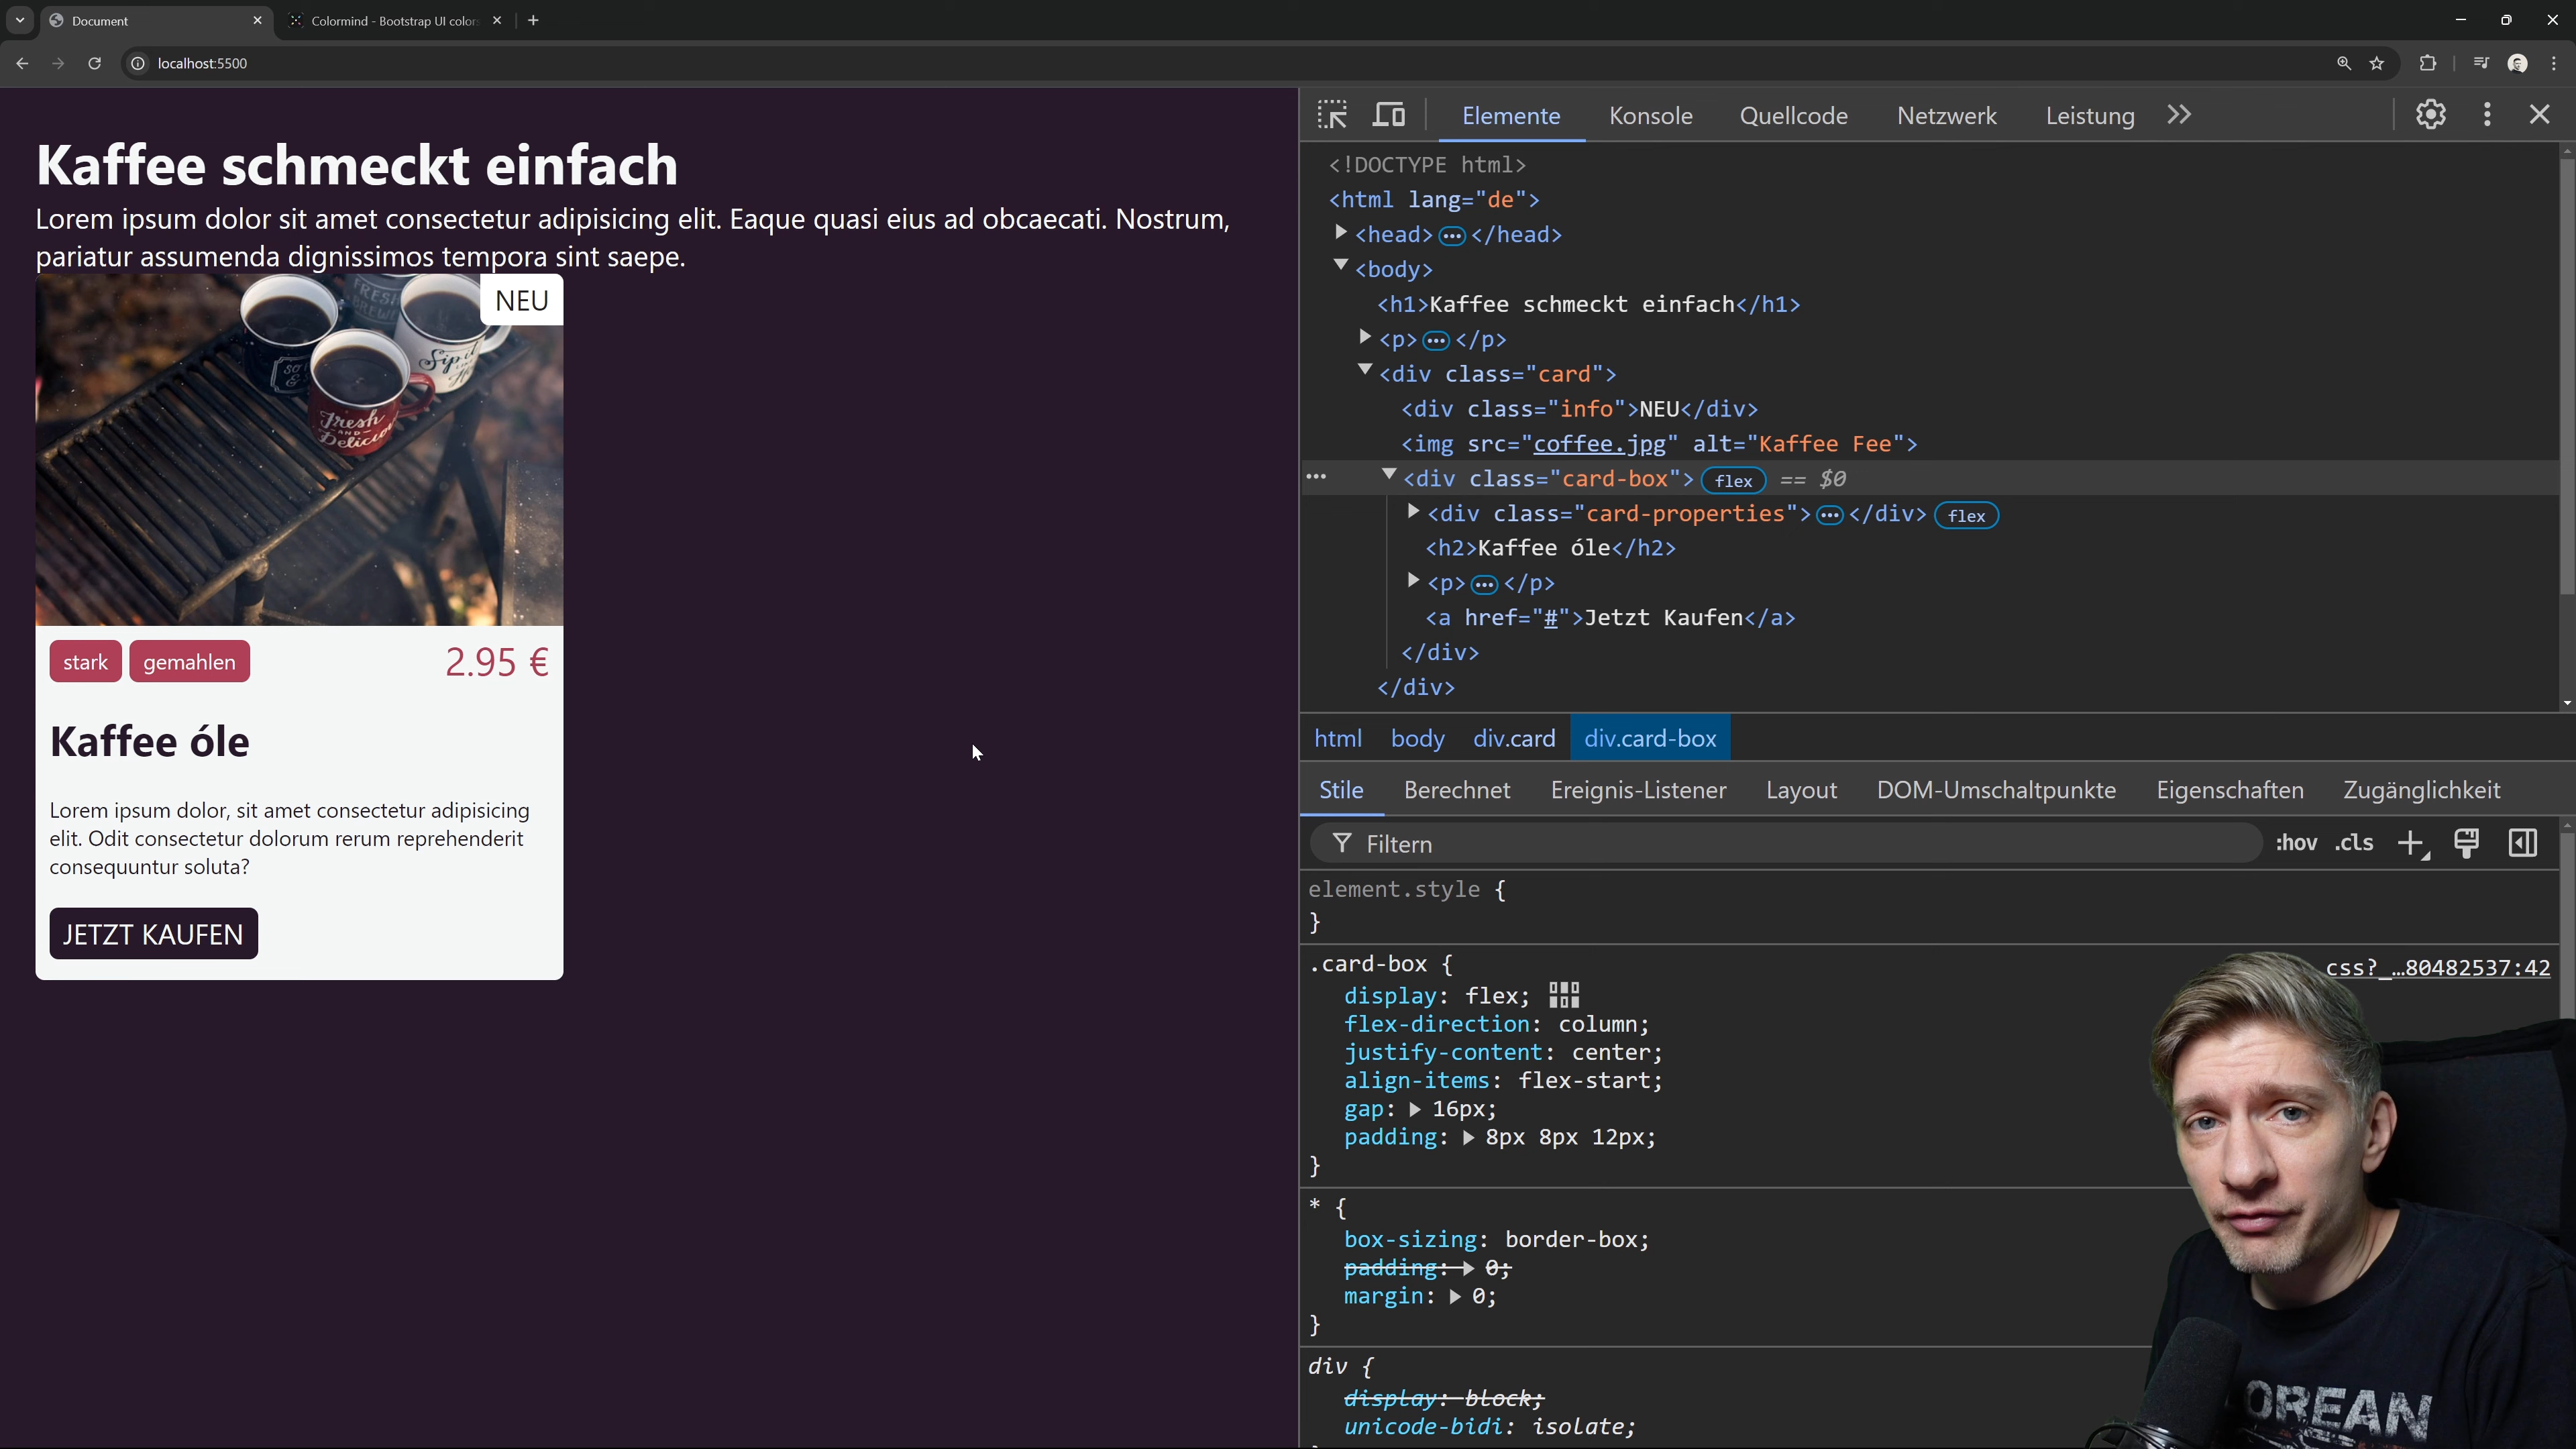 Document
Colormind - Bootstrap UI colors
localhost:5500
Kaffee schmeckt einfach
Lorem ipsum dolor sit amet consectetur adipisicing elit. Eaque quasi eius ad obcaecati. Nostrum,
pariatur assumenda dignissimos tempora sint saepe.
NEU
FRESH
Sip it
Fresh
AND
Delicious
stark gemahlen 2.95 €
Kaffee óle
Lorem ipsum dolor, sit amet consectetur adipisicing
elit. Odit consectetur dolorum rerum reprehenderit
consequuntur soluta?
JETZT KAUFEN
Elemente Konsole Quellcode Netzwerk Leistung
<!DOCTYPE html>
<html lang="de">
<head>…</head>
<body>
<h1>Kaffee schmeckt einfach</h1>
<p>…</p>
<div class="card">
<div class="info">NEU</div>
<img src="coffee.jpg" alt="Kaffee Fee">
<div class="card-box"> flex == $0
<div class="card-properties">…</div> flex
<h2>Kaffee óle</h2>
<p>…</p>
<a href="#">Jetzt Kaufen</a>
</div>
</div>
html body div.card div.card-box
Stile Berechnet Ereignis-Listener Layout DOM-Umschaltpunkte Eigenschaften Zugänglichkeit
Filtern :hov .cls
element.style {
}
.card-box { css?_…80482537:42
display: flex;
flex-direction: column;
justify-content: center;
align-items: flex-start;
gap: 16px;
padding: 8px 8px 12px;
}
* {
box-sizing: border-box;
padding: 0;
margin: 0;
}
div {
display: block;
unicode-bidi: isolate;
OREAN